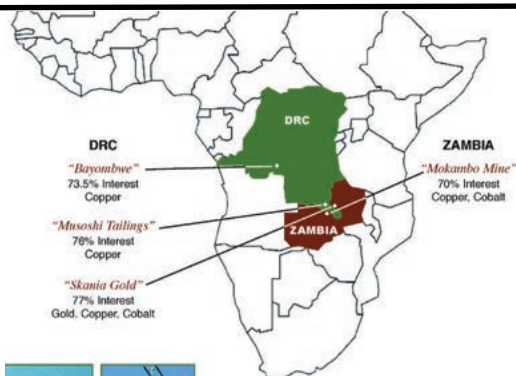 DRC
DRC
"Bayombwe"
73.5% Interest
Copper
"Musoshi Tailings"
76% Interest
Copper
"Skania Gold"
77% Interest
Gold, Copper, Cobalt
ZAMBIA
ZAMBIA
"Mokambo Mine"
70% Interest
Copper, Cobalt